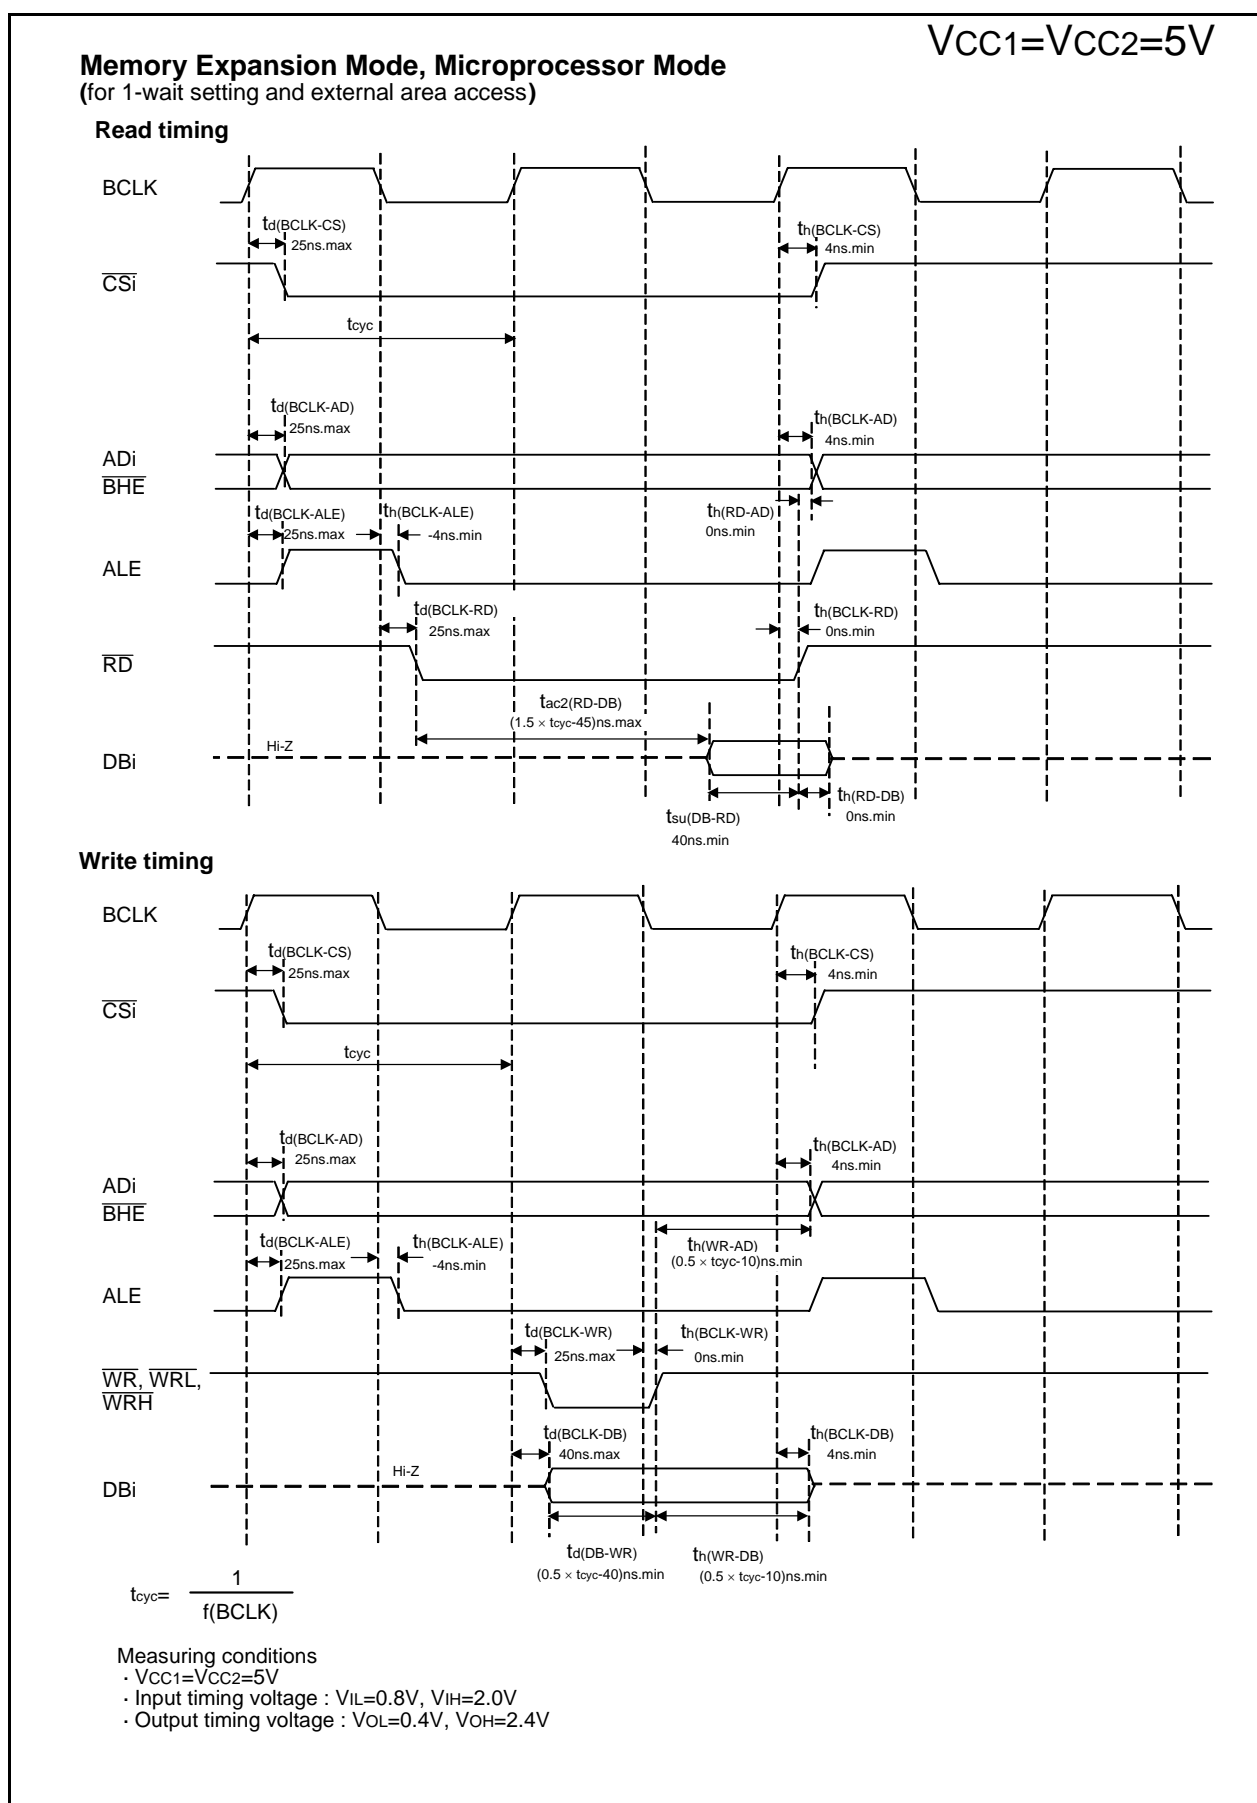 VCC1=VCC2=5V
Memory Expansion Mode, Microprocessor Mode
(for 1-wait setting and external area access)
Read timing
BCLK
td(BCLK-CS)
25ns.max
th(BCLK-CS)
4ns.min
CSi
tcyc
td(BCLK-AD)
25ns.max
th(BCLK-AD)
4ns.min
ADi
BHE
td(BCLK-ALE)
25ns.max
th(BCLK-ALE)
-4ns.min
th(RD-AD)
0ns.min
ALE
td(BCLK-RD)
25ns.max
th(BCLK-RD)
0ns.min
RD
tac2(RD-DB)
(1.5 × tcyc-45)ns.max
Hi-Z
DBi
tsu(DB-RD)
40ns.min
th(RD-DB)
0ns.min
Write timing
BCLK
td(BCLK-CS)
25ns.max
th(BCLK-CS)
4ns.min
CSi
tcyc
td(BCLK-AD)
25ns.max
th(BCLK-AD)
4ns.min
ADi
BHE
td(BCLK-ALE)
25ns.max
th(BCLK-ALE)
-4ns.min
th(WR-AD)
(0.5 × tcyc-10)ns.min
ALE
td(BCLK-WR)
25ns.max
th(BCLK-WR)
0ns.min
WR, WRL,
WRH
td(BCLK-DB)
40ns.max
th(BCLK-DB)
4ns.min
Hi-Z
DBi
td(DB-WR)
(0.5 × tcyc-40)ns.min
th(WR-DB)
(0.5 × tcyc-10)ns.min
tcyc=
1
f(BCLK)
Measuring conditions
· VCC1=VCC2=5V
· Input timing voltage : VIL=0.8V, VIH=2.0V
· Output timing voltage : VOL=0.4V, VOH=2.4V